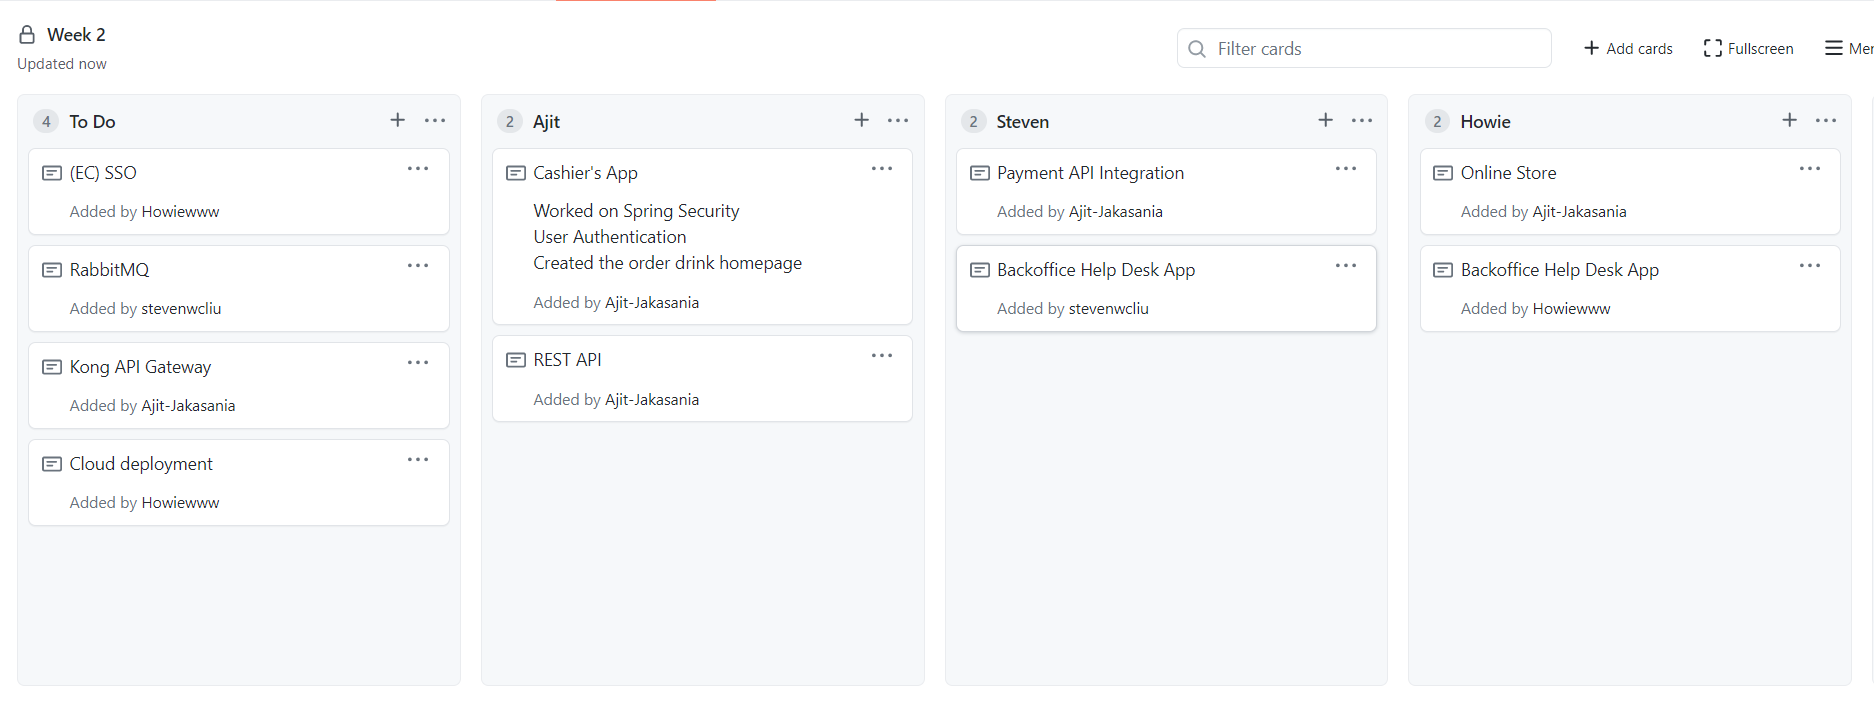 Week 2
Updated now
Filter cards
Add cards
Fullscreen
4 To Do
(EC) SSO
Added by Howiewww
RabbitMQ
Added by stevenwcliu
Kong API Gateway
Added by Ajit-Jakasania
Cloud deployment
Added by Howiewww
2 Ajit
Cashier's App
Worked on Spring Security
User Authentication
Created the order drink homepage
Added by Ajit-Jakasania
REST API
Added by Ajit-Jakasania
2 Steven
Payment API Integration
Added by Ajit-Jakasania
Backoffice Help Desk App
Added by stevenwcliu
2 Howie
Online Store
Added by Ajit-Jakasania
Backoffice Help Desk App
Added by Howiewww